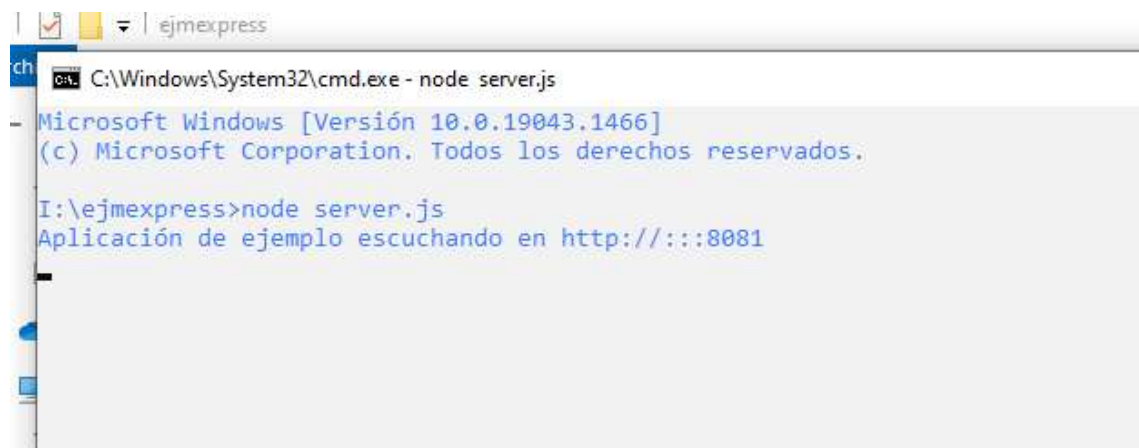 ejmexpress
C:\Windows\System32\cmd.exe - node server.js
Microsoft Windows [Versión 10.0.19043.1466]
(c) Microsoft Corporation. Todos los derechos reservados.
I:\ejmexpress>node server.js
Aplicación de ejemplo escuchando en http://:::8081